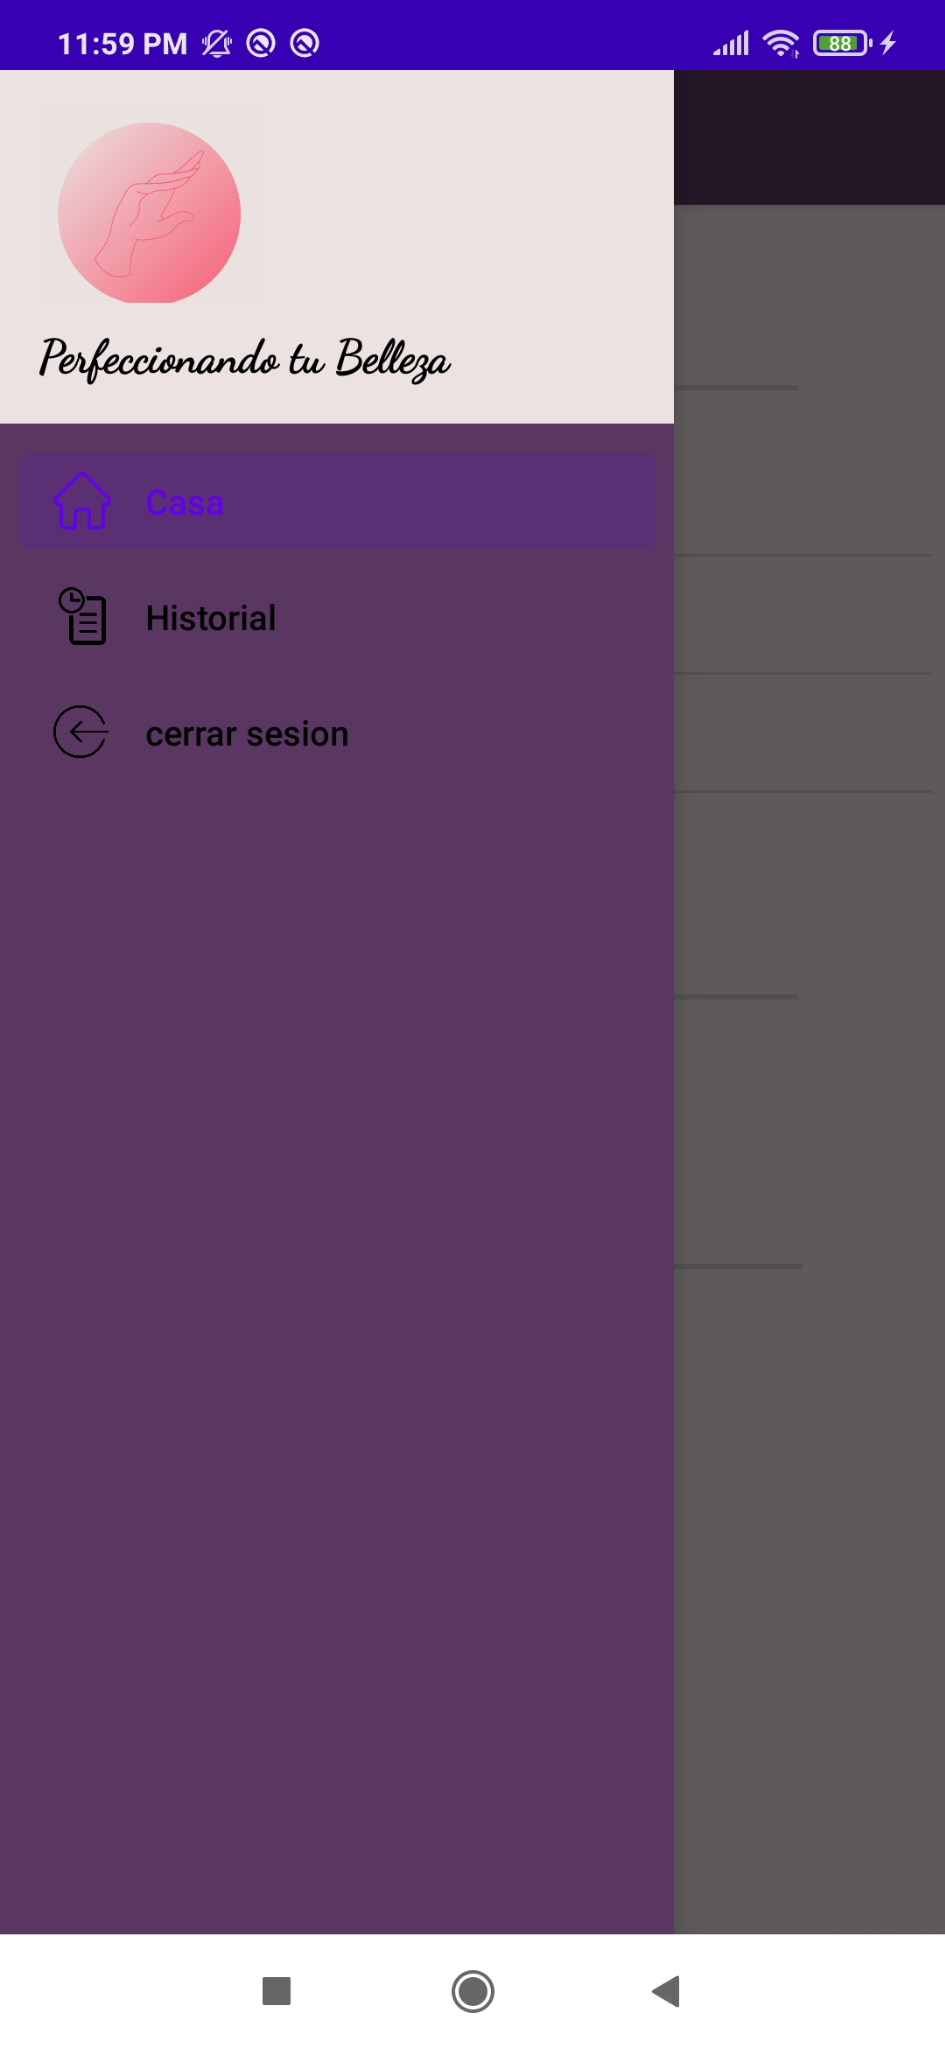 11:59 PM
88
Perfeccionando tu Belleza
Casa
Historial
cerrar sesion